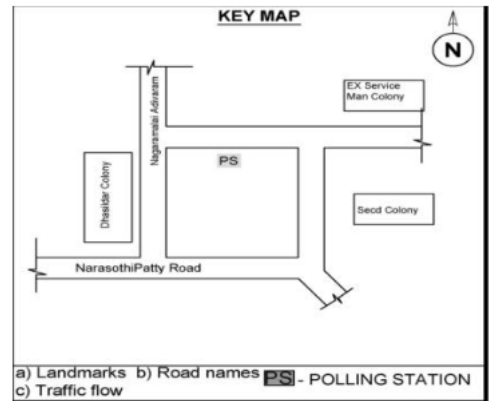 KEY MAP
N
EX Service
Man Colony
Nagaramalai Adivaram
PS
Dhasildar Colony
Secd Colony
NarasothiPatty Road
a) Landmarks b) Road names PS - POLLING STATION
c) Traffic flow